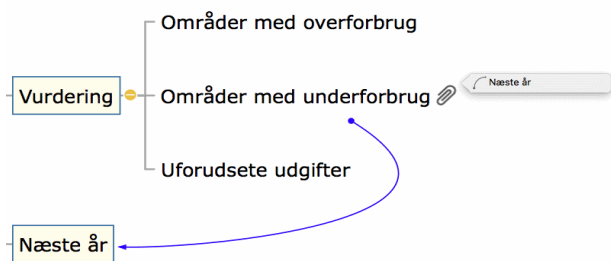 Områder med overforbrug
Vurdering
Områder med underforbrug
Næste år
Uforudsete udgifter
Næste år